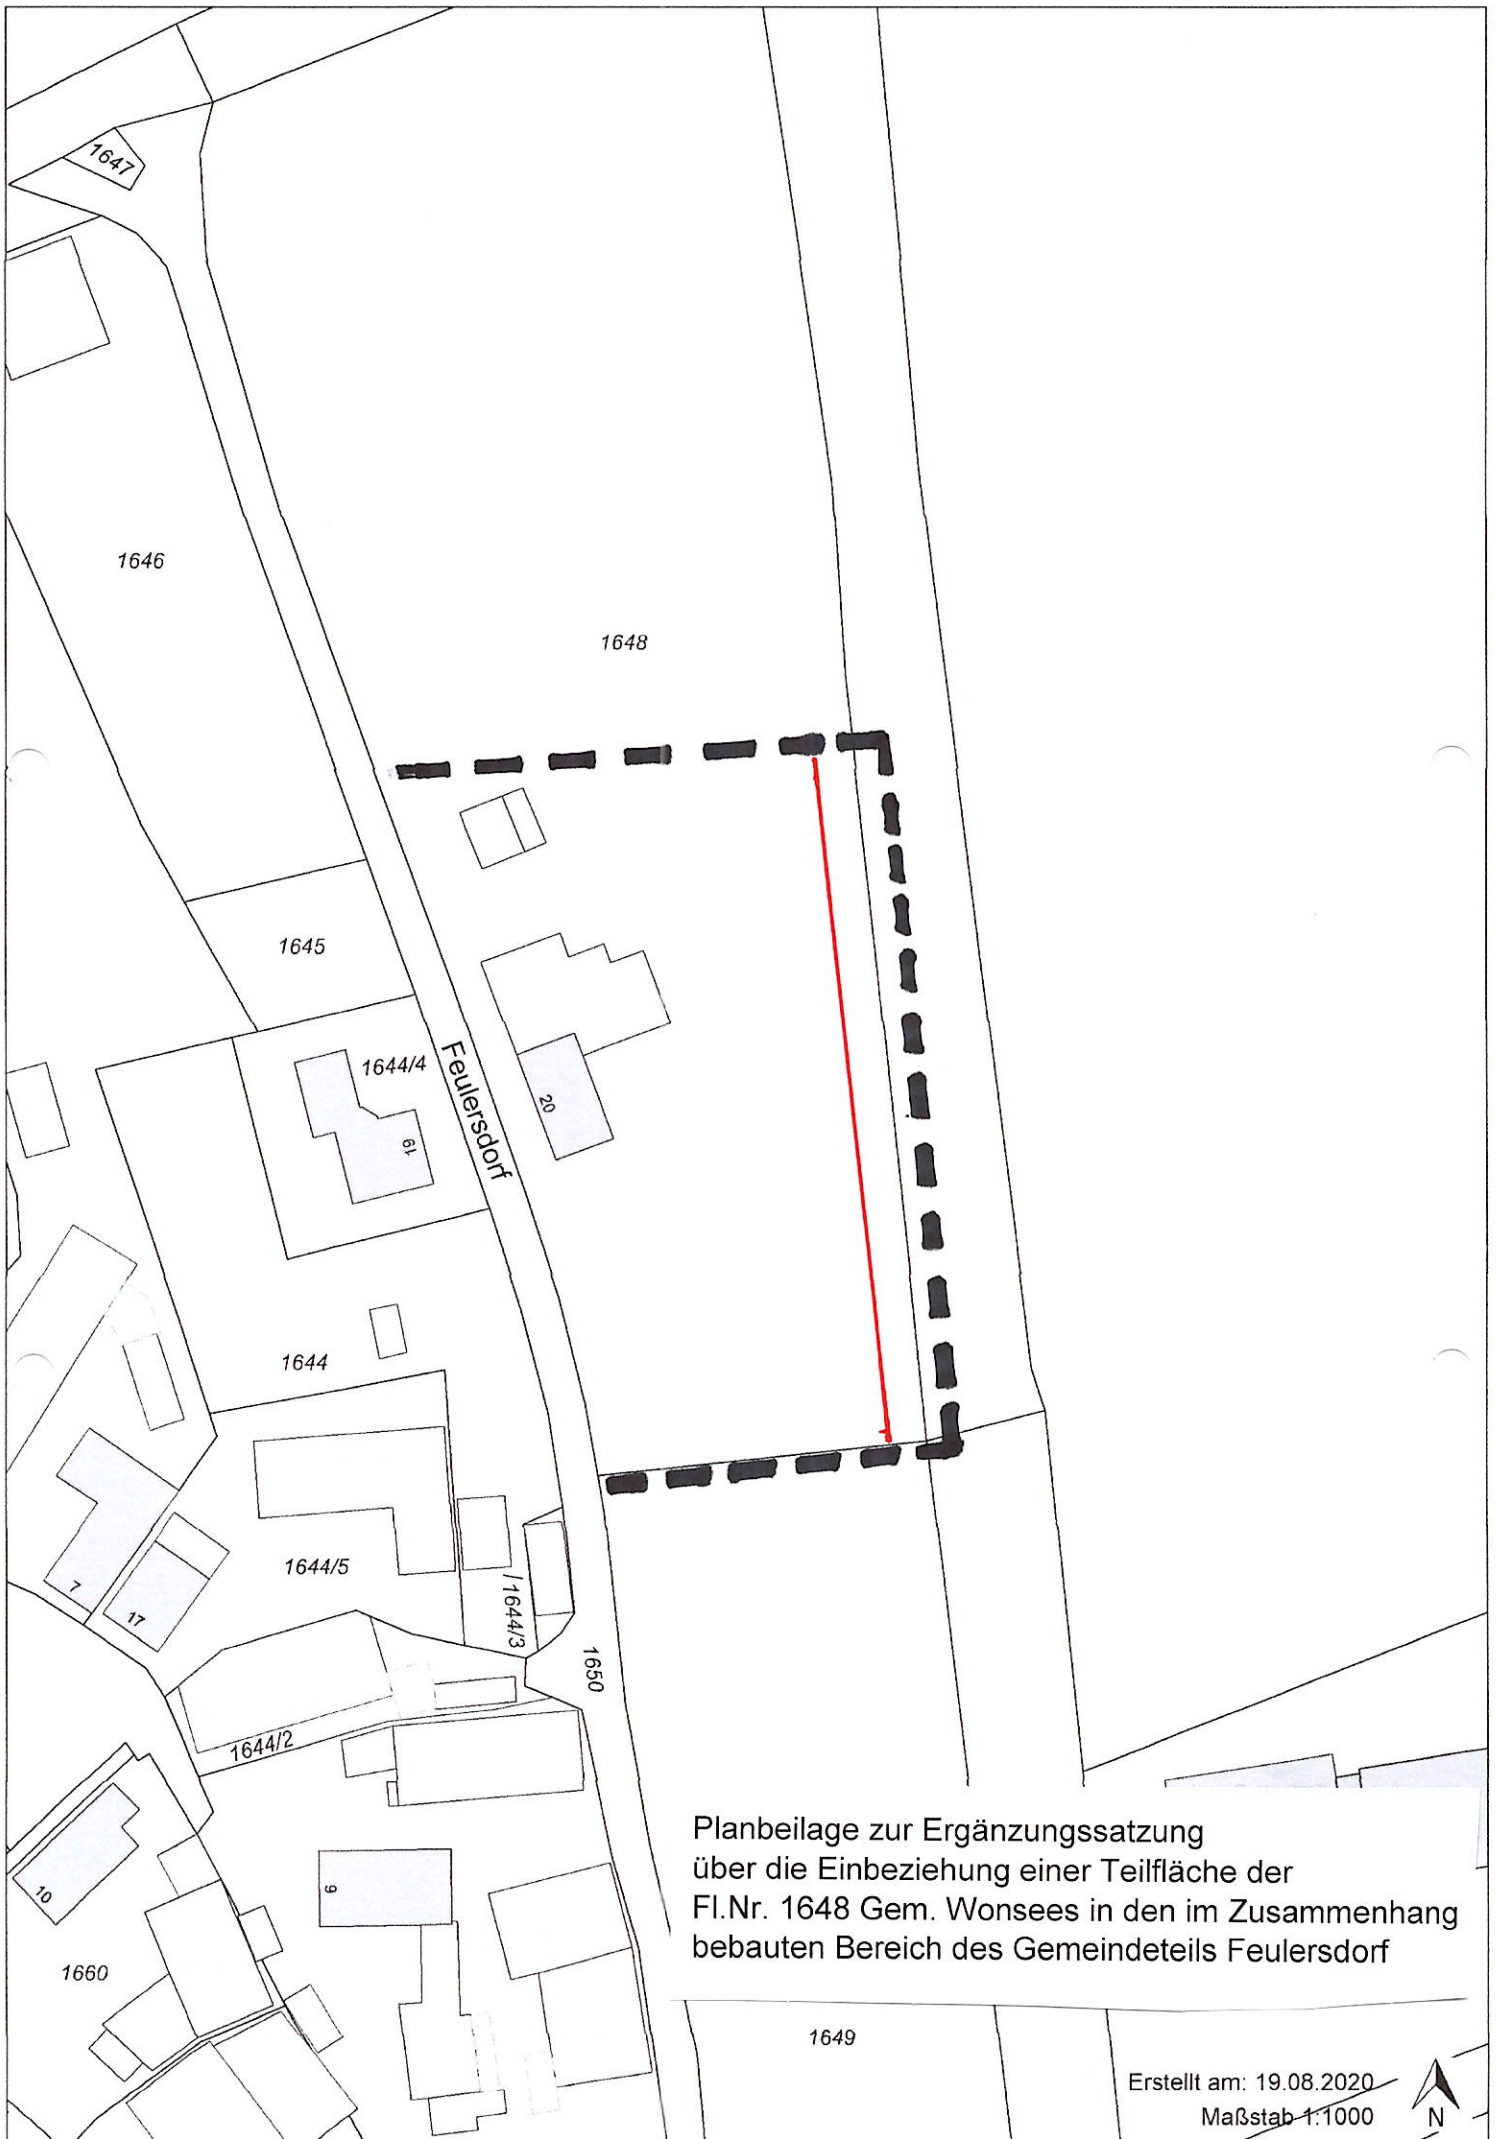 1647
1646
1648
1645
1644/4
Feulersdorf
20
19
1644
1644/5
7
17
1644/3
1650
1644/2
Planbeilage zur Ergänzungssatzung
über die Einbeziehung einer Teilfläche der
Fl.Nr. 1648 Gem. Wonsees in den im Zusammenhang
bebauten Bereich des Gemeindeteils Feulersdorf
10
1660
1649
Erstellt am: 19.08.2020
Maßstab 1:1000
N